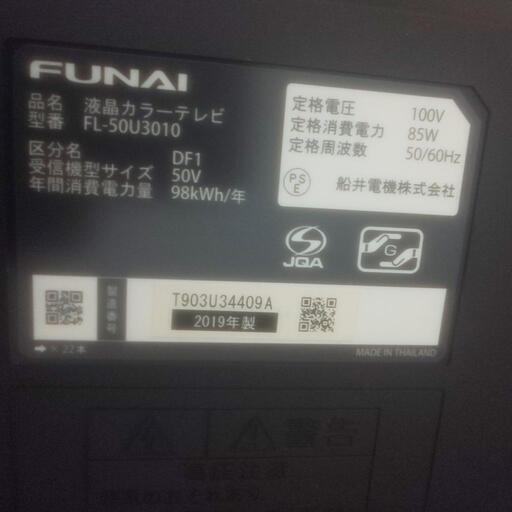 FUNAI
品名 液晶カラーテレビ
型番 FL-50U3010
区分名 DF1
受信機型サイズ 50V
年間消費電力量 98kWh/年
定格電圧 100V
定格消費電力 85W
定格周波数 50/60Hz
PSE 船井電機株式会社
JQA
G
製造番号
T903U34409A
2019年製
➡ × 22本
MADE IN THAILAND
警告